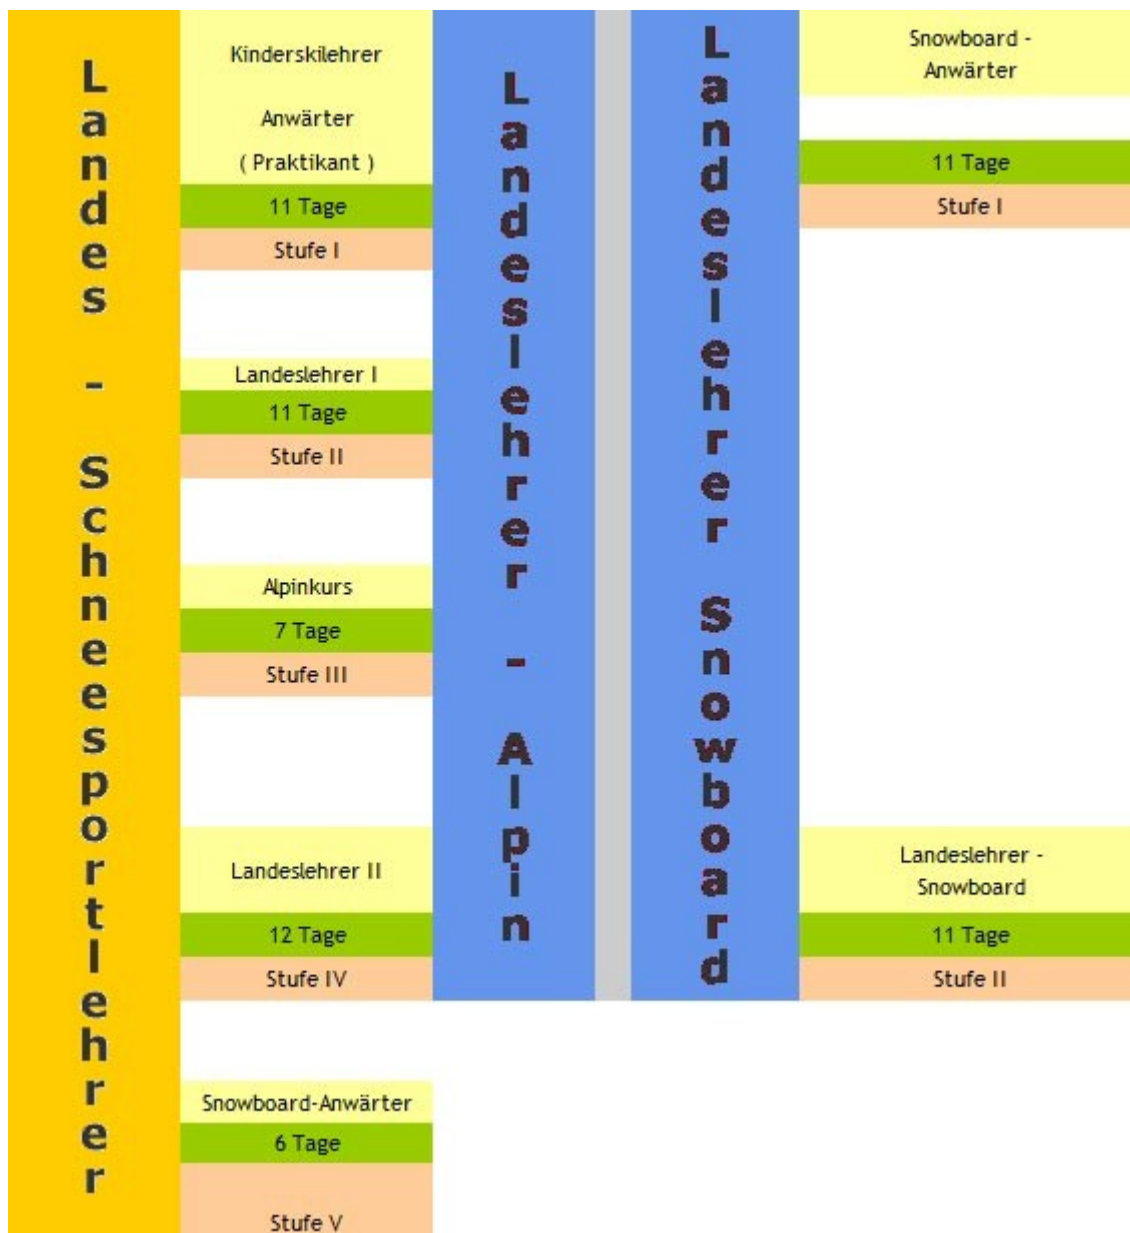 Landes - Schneesportlehrer
Kinderskilehrer
Anwärter
( Praktikant )
11 Tage
Stufe I
Landeslehrer I
11 Tage
Stufe II
Alpinkurs
7 Tage
Stufe III
Landeslehrer II
12 Tage
Stufe IV
Snowboard-Anwärter
6 Tage
Stufe V
Landeslehrer - Alpin
Landeslehrer Snowboard
Snowboard -
Anwärter
11 Tage
Stufe I
Landeslehrer -
Snowboard
11 Tage
Stufe II